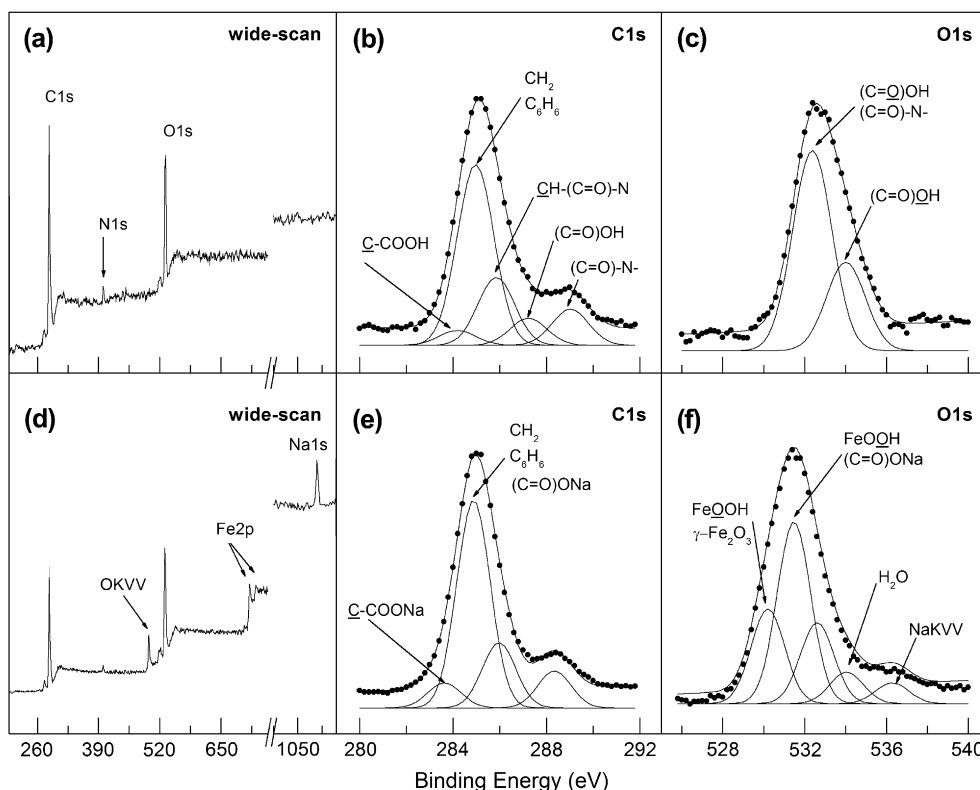 (a) wide-scan
C1s
O1s
N1s
(b) C1s
CH2
C6H6
CH-(C=O)-N
(C=O)OH
C-COOH
(C=O)-N-
(c) O1s
(C=O)OH
(C=O)-N-
(C=O)OH
(d) wide-scan
Na1s
Fe2p
OKVV
(e) C1s
CH2
C6H6
(C=O)ONa
C-COONa
(f) O1s
FeOOH
(C=O)ONa
FeOOH
γ–Fe2O3
H2O
NaKVV
260 390 520 650 1050
280 284 288 292
528 532 536 540
Binding Energy (eV)